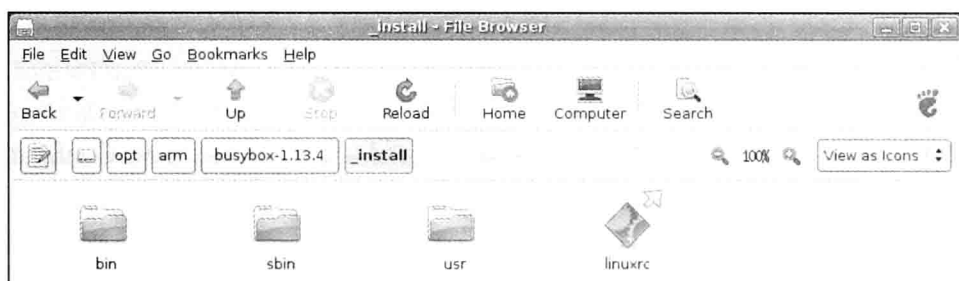 _install - File Browser
File Edit View Go Bookmarks Help
Back Forward Up Stop Reload Home Computer Search
opt arm busybox-1.13.4 _install 100% View as Icons
bin sbin usr linuxrc